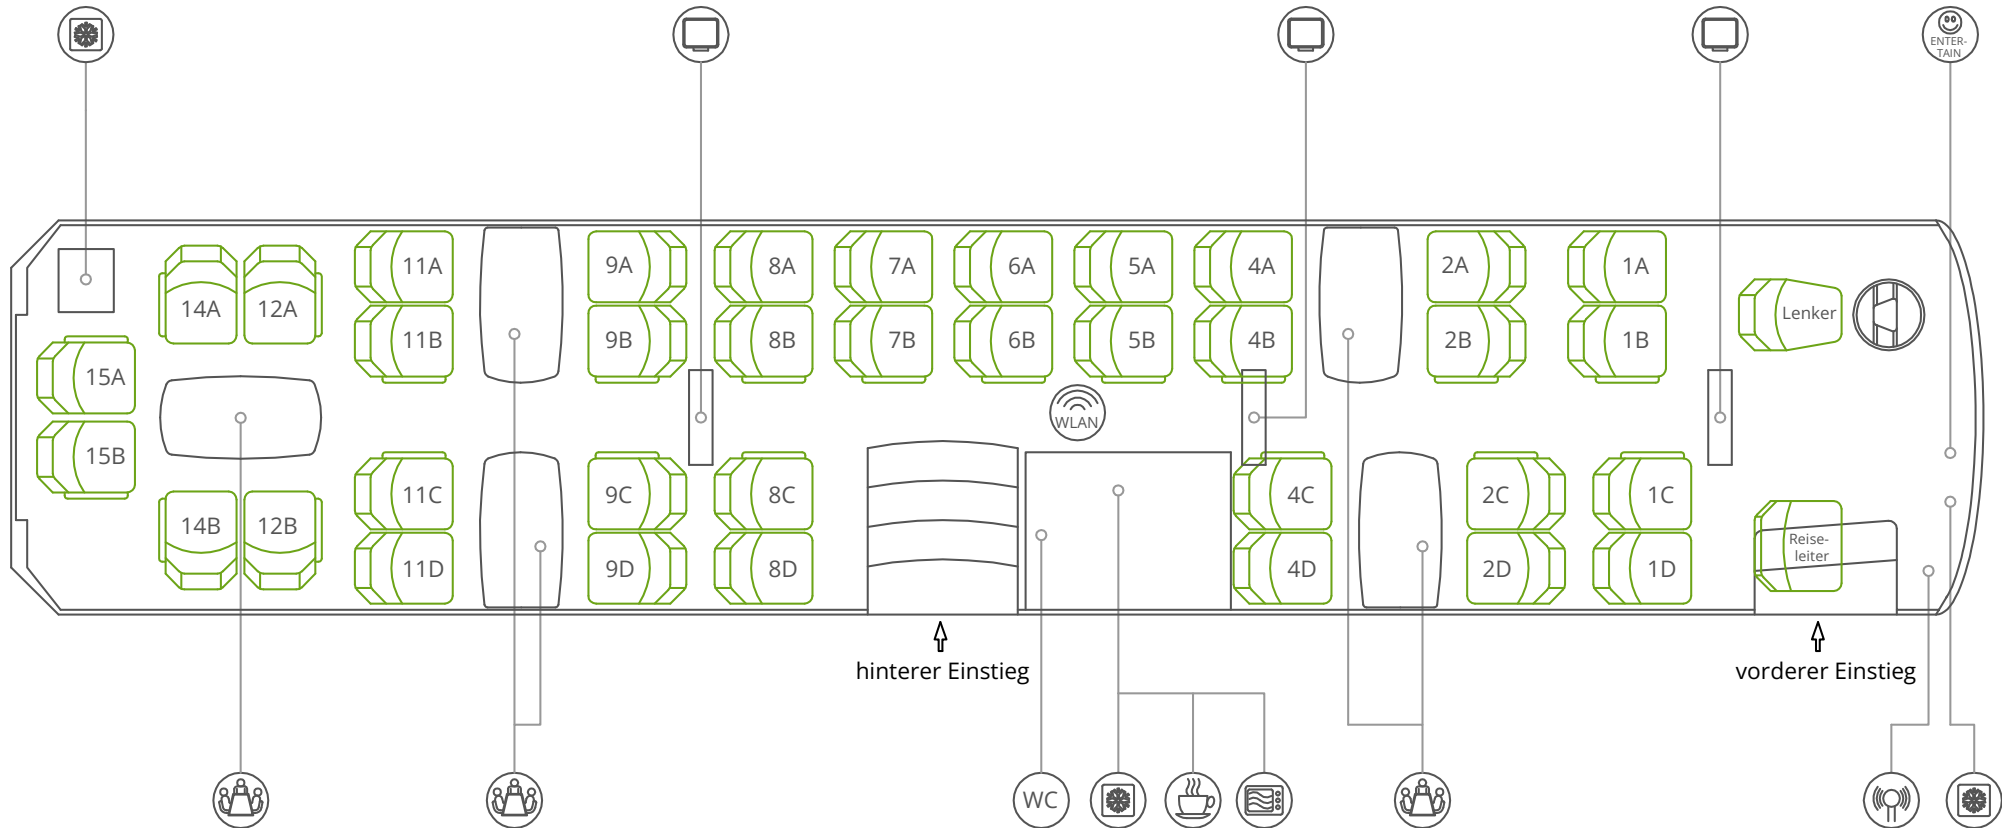 ENTER-
TAIN
11A 9A 8A 7A 6A 5A 4A 2A 1A
14A 12A Lenker
11B 9B 8B 7B 6B 5B 4B 2B 1B
15A
WLAN
15B
11C 9C 8C 4C 2C 1C
14B 12B
Reise-
leiter
11D 9D 8D 4D 2D 1D
hinterer Einstieg vorderer Einstieg
WC